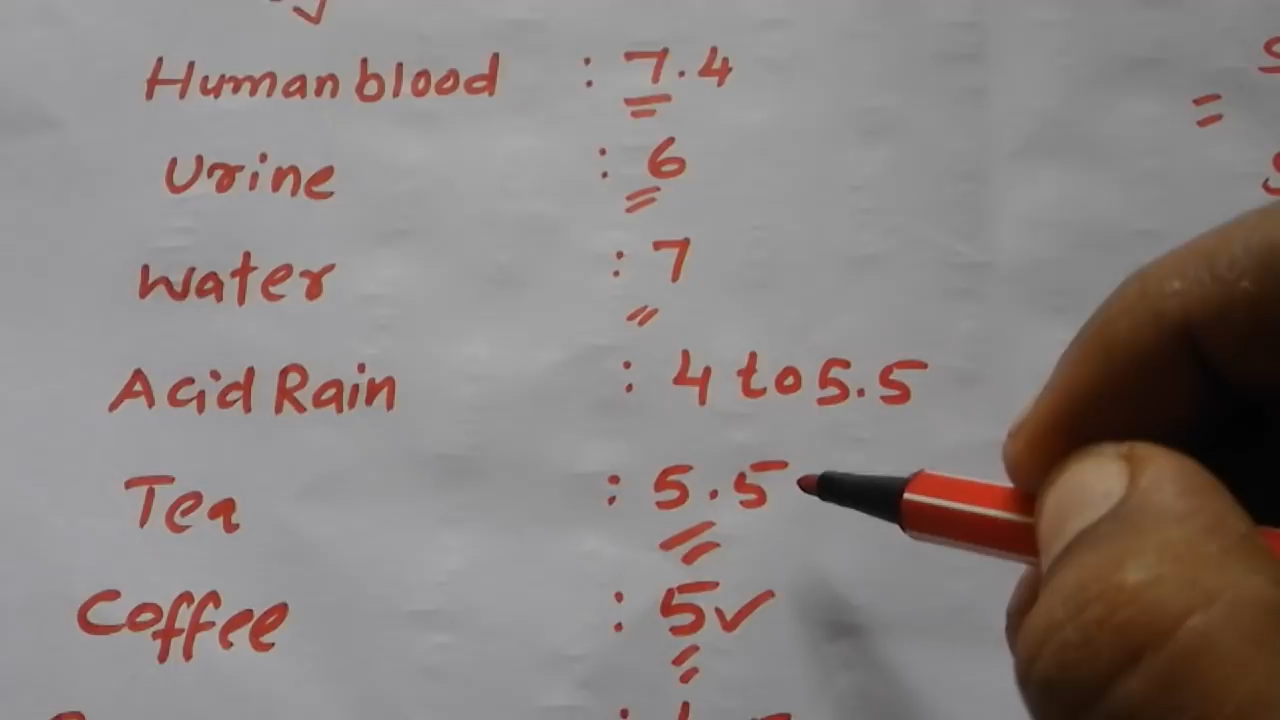 Human blood : 7.4
Urine : 6
Water : 7
Acid Rain : 4 to 5.5
Tea : 5.5
Coffee : 5✓